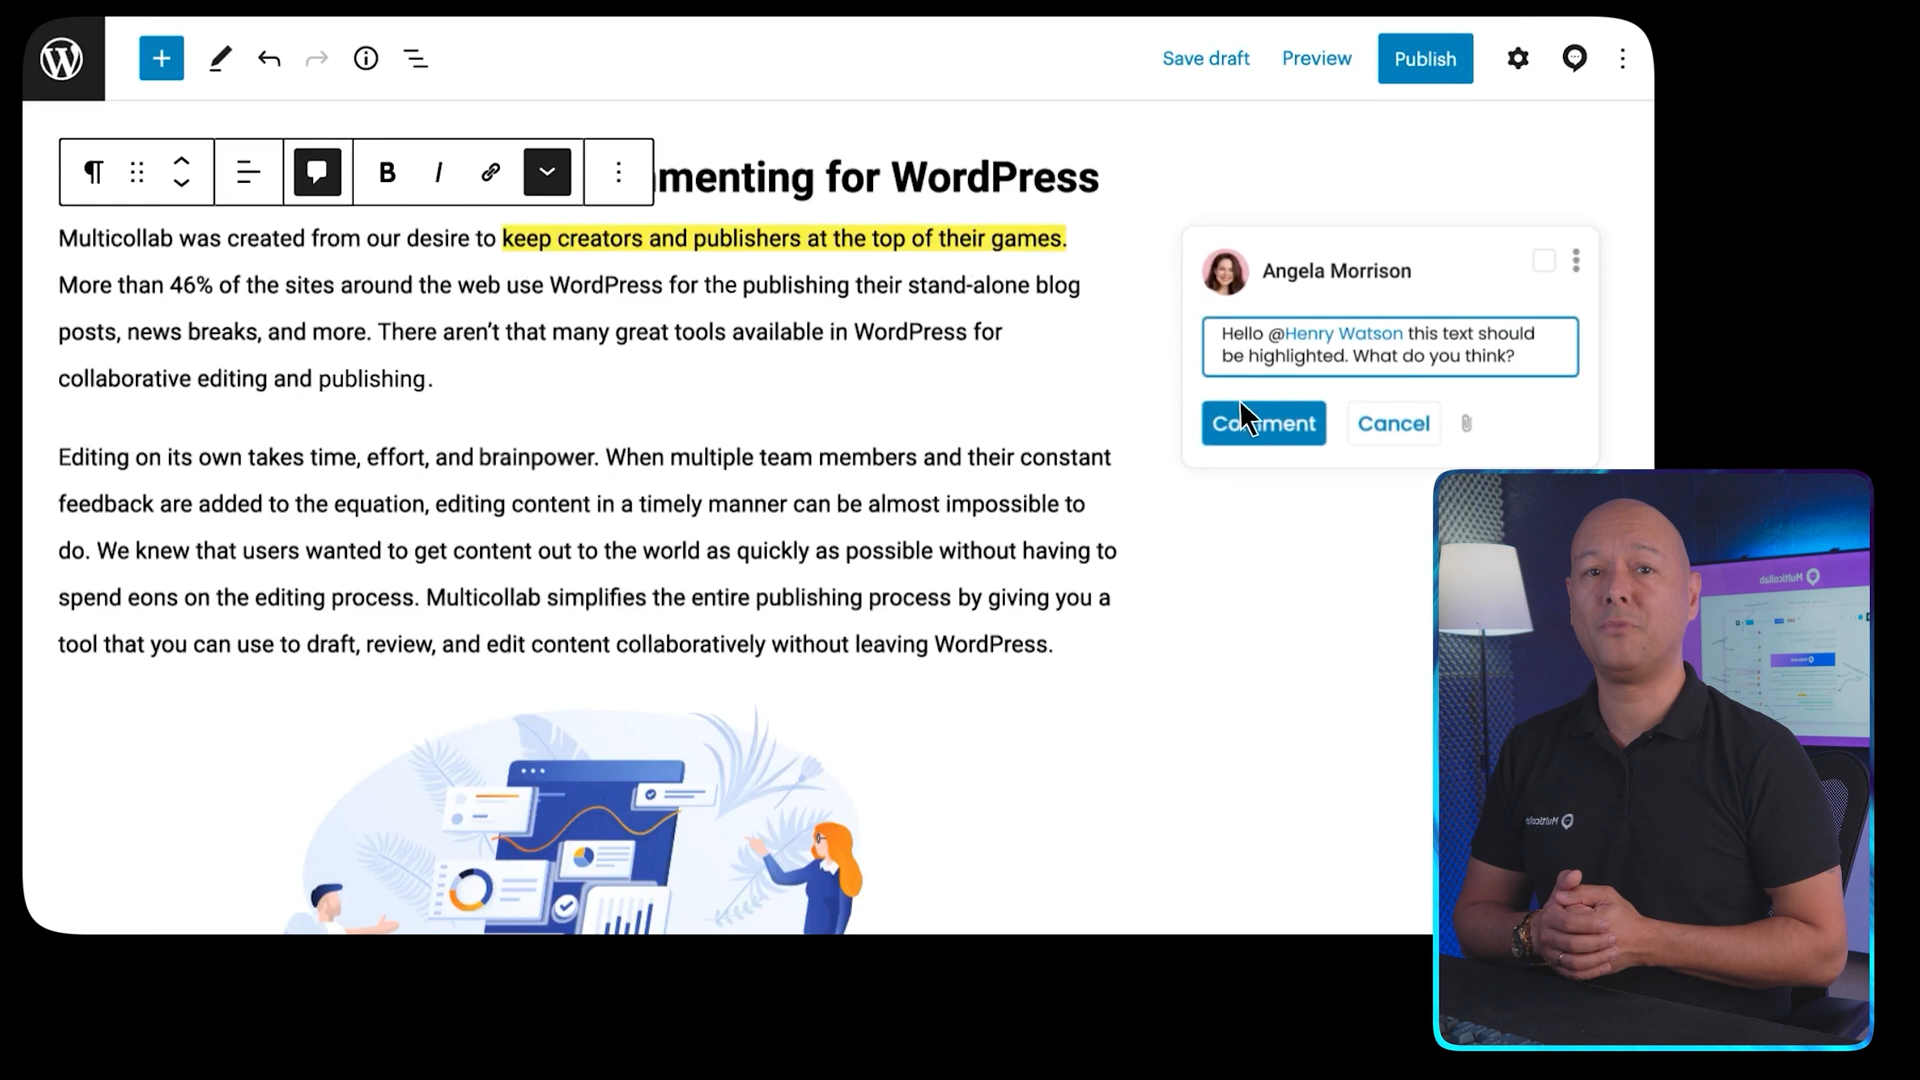 Save draft
Preview
Publish
B I
menting for WordPress
Multicollab was created from our desire to keep creators and publishers at the top of their games.
More than 46% of the sites around the web use WordPress for the publishing their stand-alone blog
posts, news breaks, and more. There aren’t that many great tools available in WordPress for
collaborative editing and publishing.
Editing on its own takes time, effort, and brainpower. When multiple team members and their constant
feedback are added to the equation, editing content in a timely manner can be almost impossible to
do. We knew that users wanted to get content out to the world as quickly as possible without having to
spend eons on the editing process. Multicollab simplifies the entire publishing process by giving you a
tool that you can use to draft, review, and edit content collaboratively without leaving WordPress.
Angela Morrison
Hello @Henry Watson this text should
be highlighted. What do you think?
Comment
Cancel
Multicollab
Multicollab